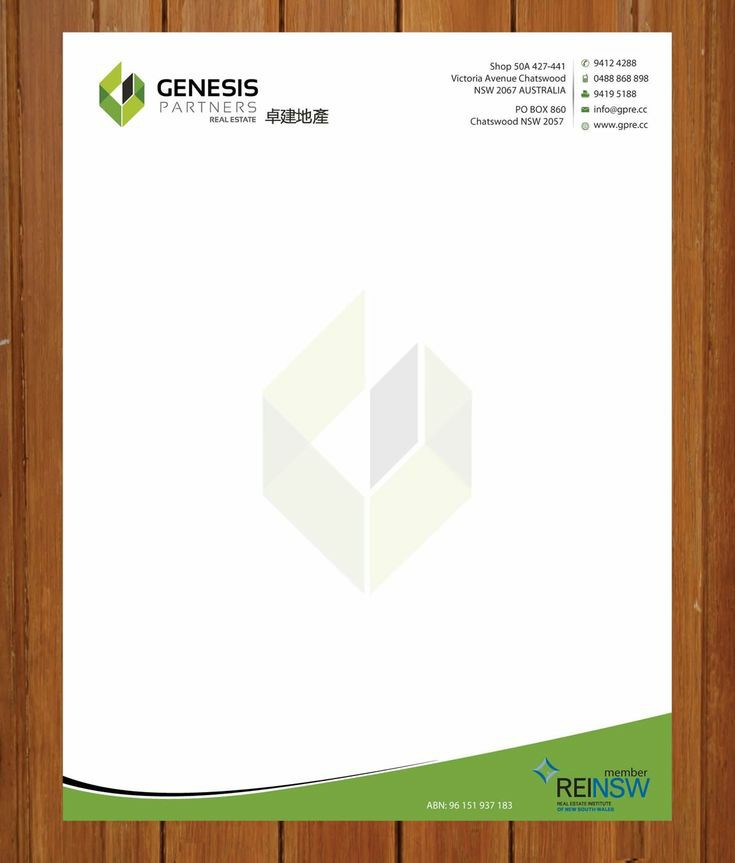 GENESIS
PARTNERS
REAL ESTATE 卓建地產
Shop 50A 427-441
Victoria Avenue Chatswood
NSW 2067 AUSTRALIA
PO BOX 860
Chatswood NSW 2057
9412 4288
0488 868 898
9419 5188
info@gpre.cc
www.gpre.cc
ABN: 96 151 937 183
member
REINSW
REAL ESTATE INSTITUTE
OF NEW SOUTH WALES